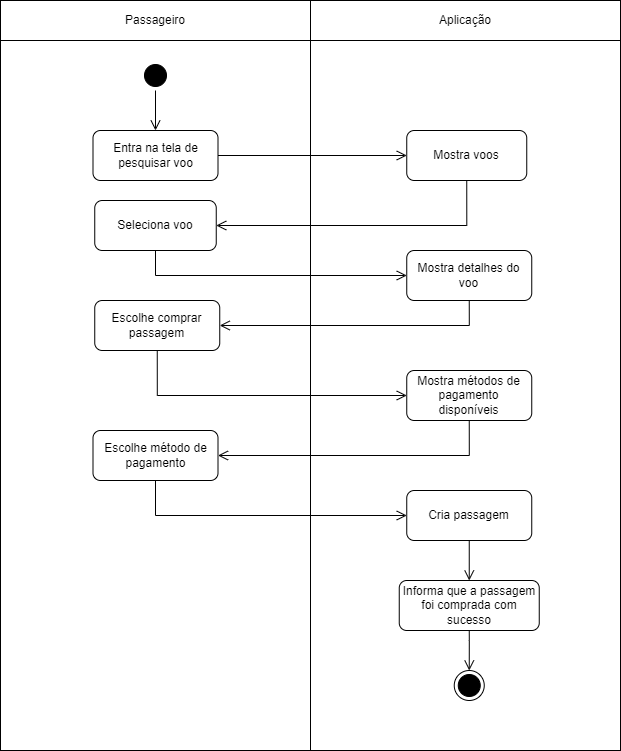 Passageiro
Aplicação
Entra na tela de
pesquisar voo
Mostra voos
Seleciona voo
Mostra detalhes do
voo
Escolhe comprar
passagem
Mostra métodos de
pagamento
disponíveis
Escolhe método de
pagamento
Cria passagem
Informa que a passagem
foi comprada com
sucesso